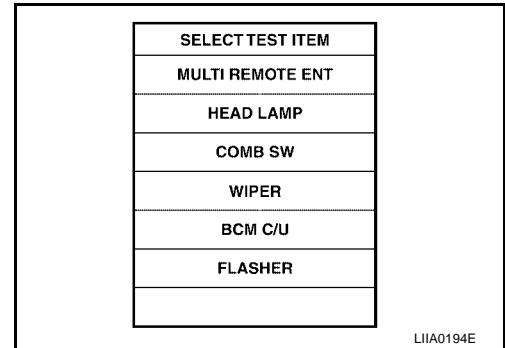 SELECT TEST ITEM
MULTI REMOTE ENT
HEAD LAMP
COMB SW
WIPER
BCM C/U
FLASHER
LIIA0194E